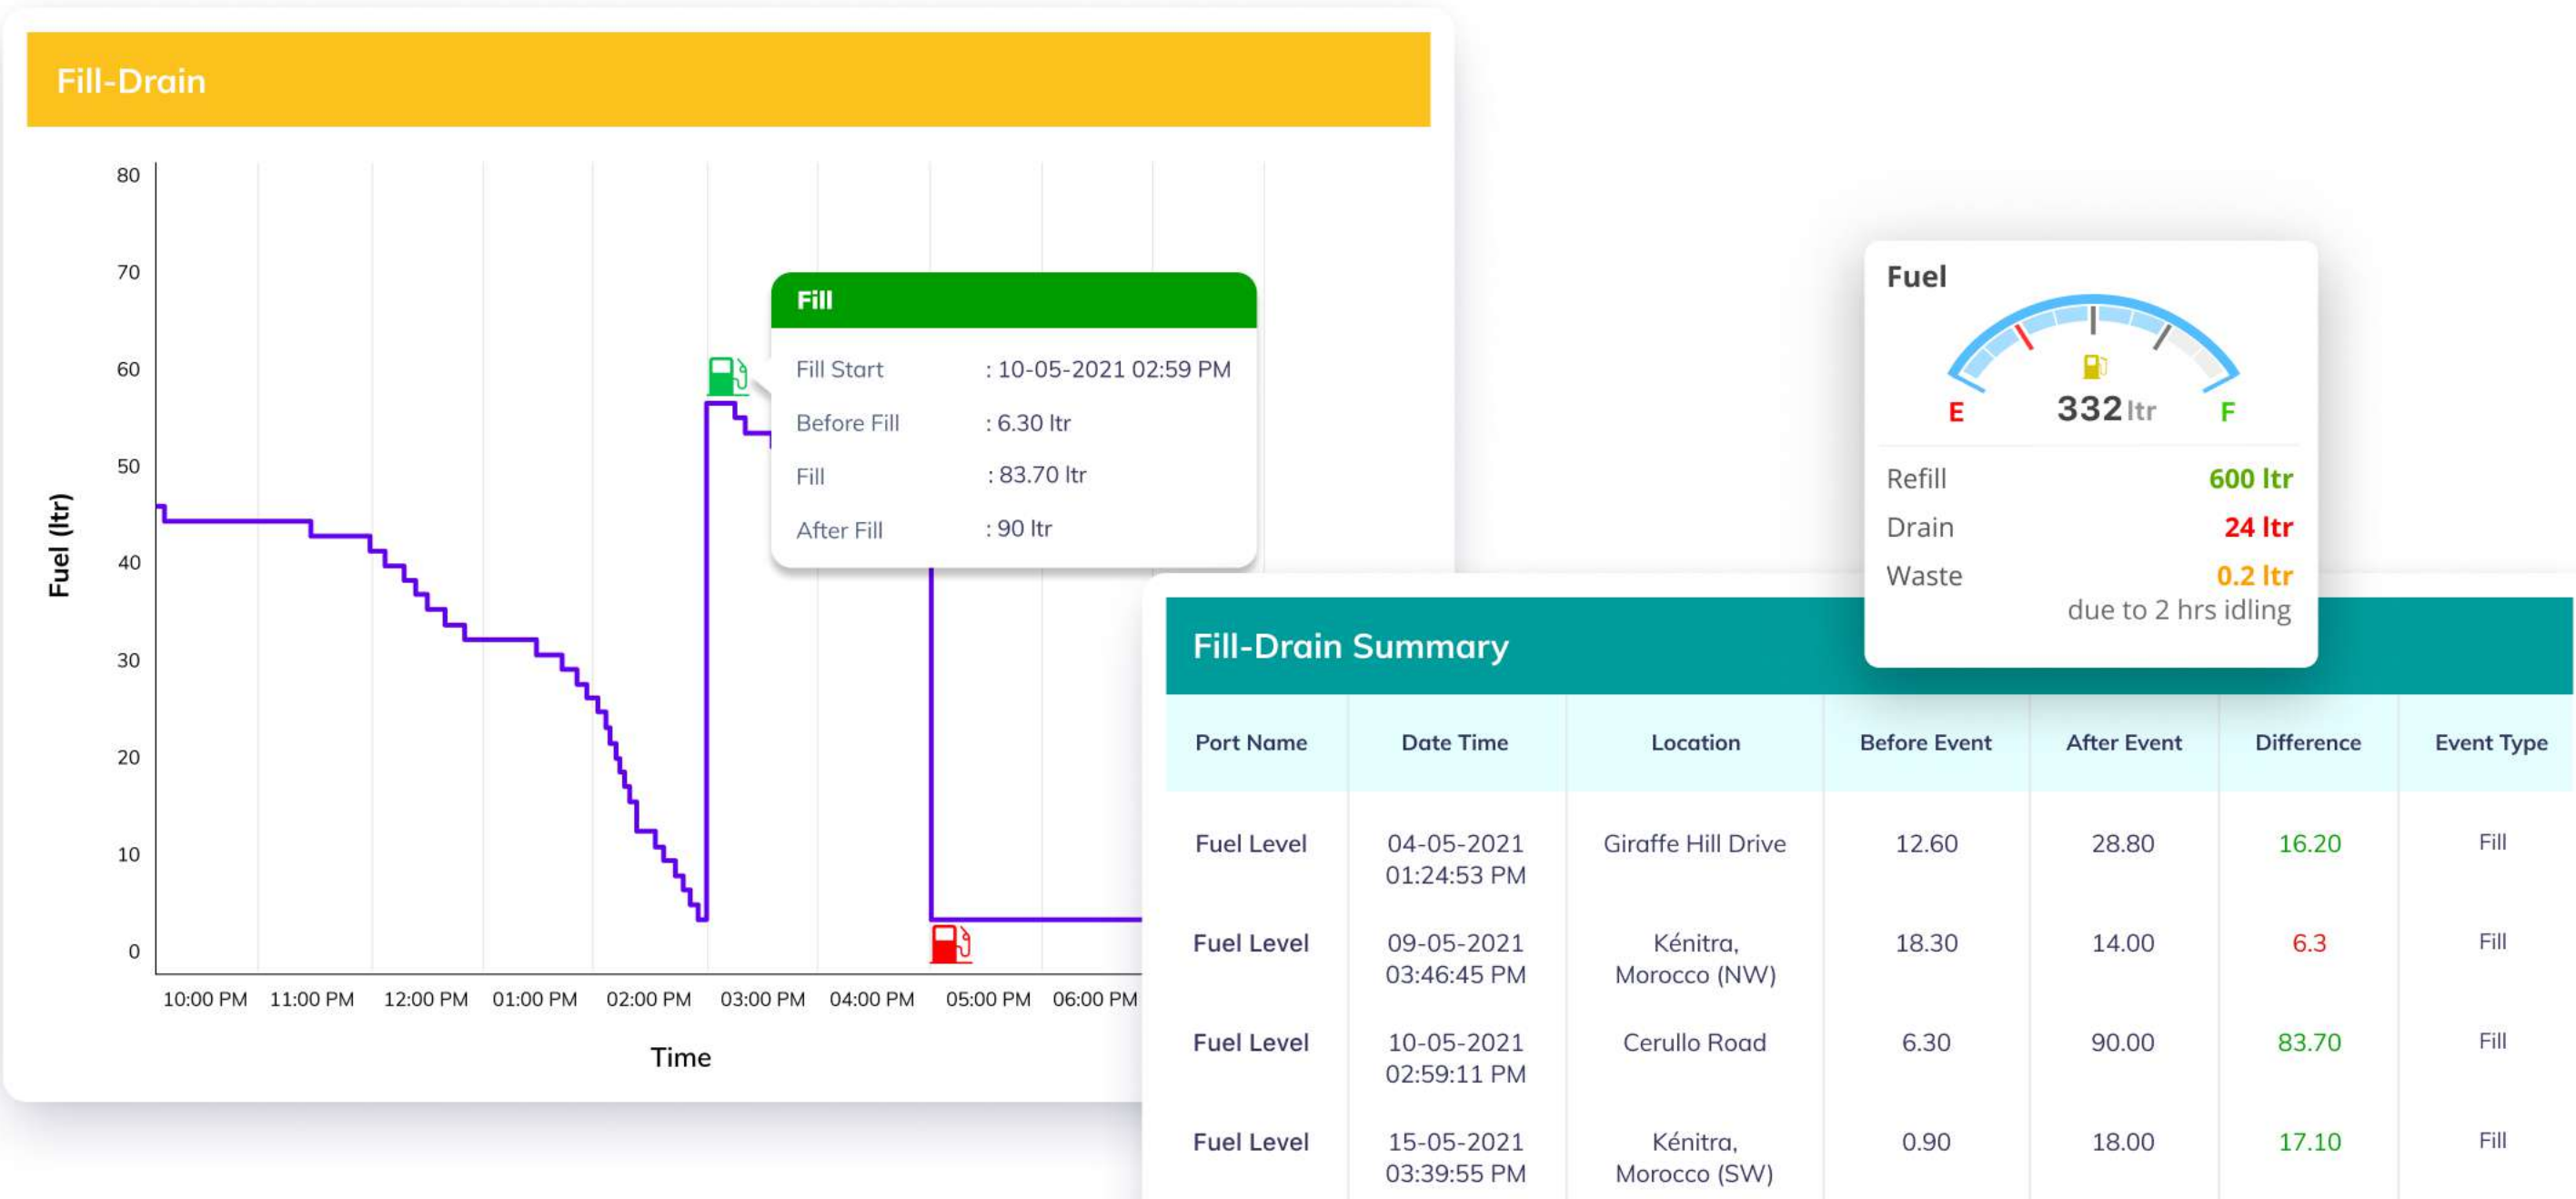 Fill-Drain
80
70
60
50
40
30
20
10
0
Fuel (ltr)
10:00 PM 11:00 PM 12:00 PM 01:00 PM 02:00 PM 03:00 PM 04:00 PM 05:00 PM 06:00 PM
Time
Fill
Fill Start : 10-05-2021 02:59 PM
Before Fill : 6.30 ltr
Fill : 83.70 ltr
After Fill : 90 ltr
Fuel
E 332 ltr F
Refill 600 ltr
Drain 24 ltr
Waste 0.2 ltr
due to 2 hrs idling
Fill-Drain Summary
Port Name Date Time Location Before Event After Event Difference Event Type
Fuel Level 04-05-2021 Giraffe Hill Drive 12.60 28.80 16.20 Fill
01:24:53 PM
Fuel Level 09-05-2021 Kénitra, 18.30 14.00 6.3 Fill
03:46:45 PM Morocco (NW)
Fuel Level 10-05-2021 Cerullo Road 6.30 90.00 83.70 Fill
02:59:11 PM
Fuel Level 15-05-2021 Kénitra, 0.90 18.00 17.10 Fill
03:39:55 PM Morocco (SW)